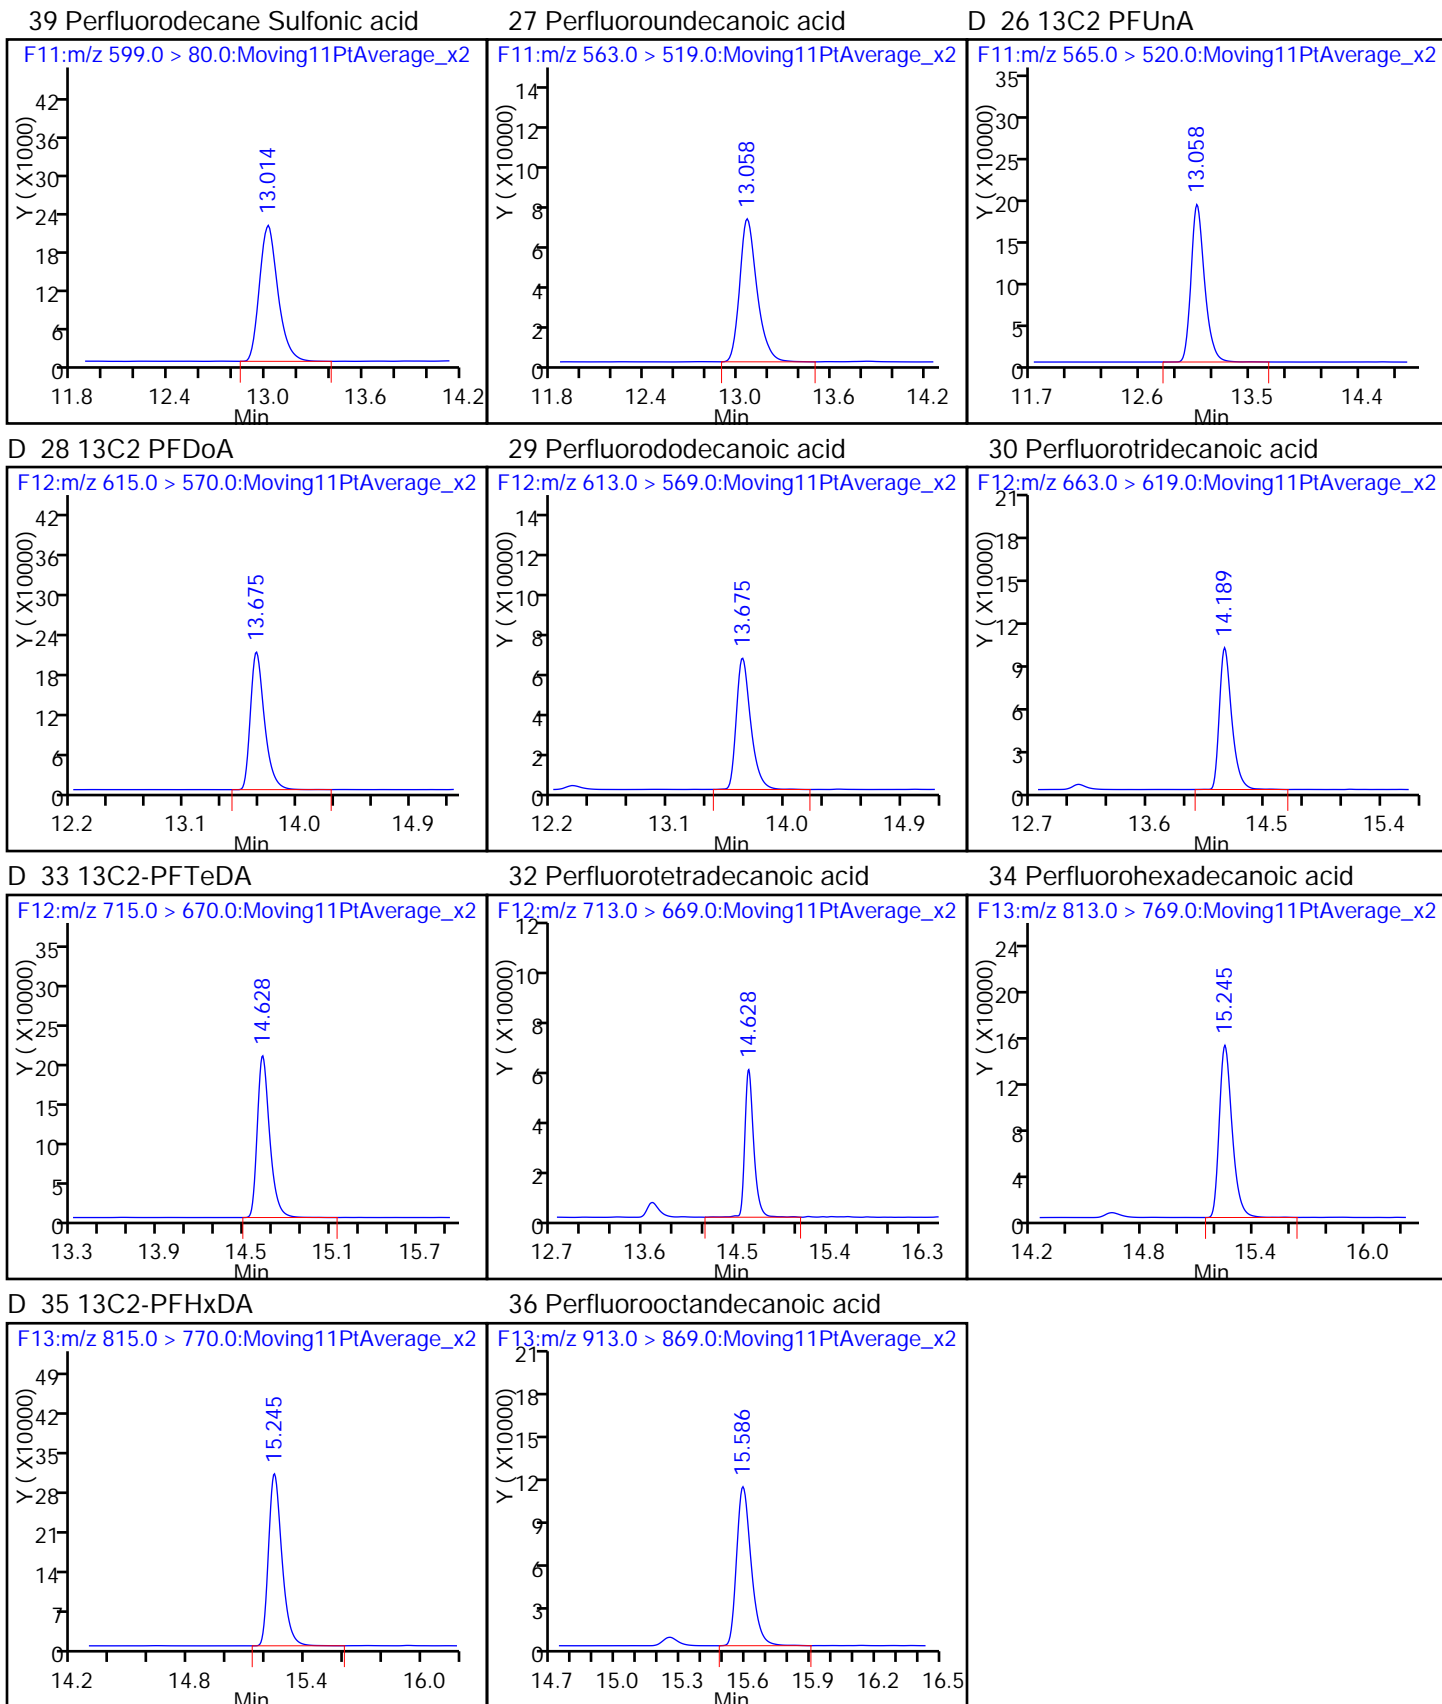 39 Perfluorodecane Sulfonic acid
F11:m/z 599.0 > 80.0:Moving11PtAverage_x2
Y ( X10000)
42
36
30
24
18
12
6
0
13.014
11.8 12.4 13.0 13.6 14.2
Min
27 Perfluoroundecanoic acid
F11:m/z 563.0 > 519.0:Moving11PtAverage_x2
Y ( X10000)
14
12
10
8
6
4
2
0
13.058
11.8 12.4 13.0 13.6 14.2
Min
D 26 13C2 PFUnA
F11:m/z 565.0 > 520.0:Moving11PtAverage_x2
Y ( X10000)
35
30
25
20
15
10
5
0
13.058
11.7 12.6 13.5 14.4
Min
D 28 13C2 PFDoA
F12:m/z 615.0 > 570.0:Moving11PtAverage_x2
Y ( X10000)
42
36
30
24
18
12
6
0
13.675
12.2 13.1 14.0 14.9
Min
29 Perfluorododecanoic acid
F12:m/z 613.0 > 569.0:Moving11PtAverage_x2
Y ( X10000)
14
12
10
8
6
4
2
0
13.675
12.2 13.1 14.0 14.9
Min
30 Perfluorotridecanoic acid
F12:m/z 663.0 > 619.0:Moving11PtAverage_x2
Y ( X10000)
21
18
15
12
9
6
3
0
14.189
12.7 13.6 14.5 15.4
Min
D 33 13C2-PFTeDA
F12:m/z 715.0 > 670.0:Moving11PtAverage_x2
Y ( X10000)
35
30
25
20
15
10
5
0
14.628
13.3 13.9 14.5 15.1 15.7
Min
32 Perfluorotetradecanoic acid
F12:m/z 713.0 > 669.0:Moving11PtAverage_x2
Y ( X10000)
12
10
8
6
4
2
0
14.628
12.7 13.6 14.5 15.4 16.3
Min
34 Perfluorohexadecanoic acid
F13:m/z 813.0 > 769.0:Moving11PtAverage_x2
Y ( X10000)
24
20
16
12
8
4
0
15.245
14.2 14.8 15.4 16.0
Min
D 35 13C2-PFHxDA
F13:m/z 815.0 > 770.0:Moving11PtAverage_x2
Y ( X10000)
49
42
35
28
21
14
7
0
15.245
14.2 14.8 15.4 16.0
Min
36 Perfluorooctandecanoic acid
F13:m/z 913.0 > 869.0:Moving11PtAverage_x2
Y ( X10000)
21
18
15
12
9
6
3
0
15.586
14.7 15.0 15.3 15.6 15.9 16.2 16.5
Min